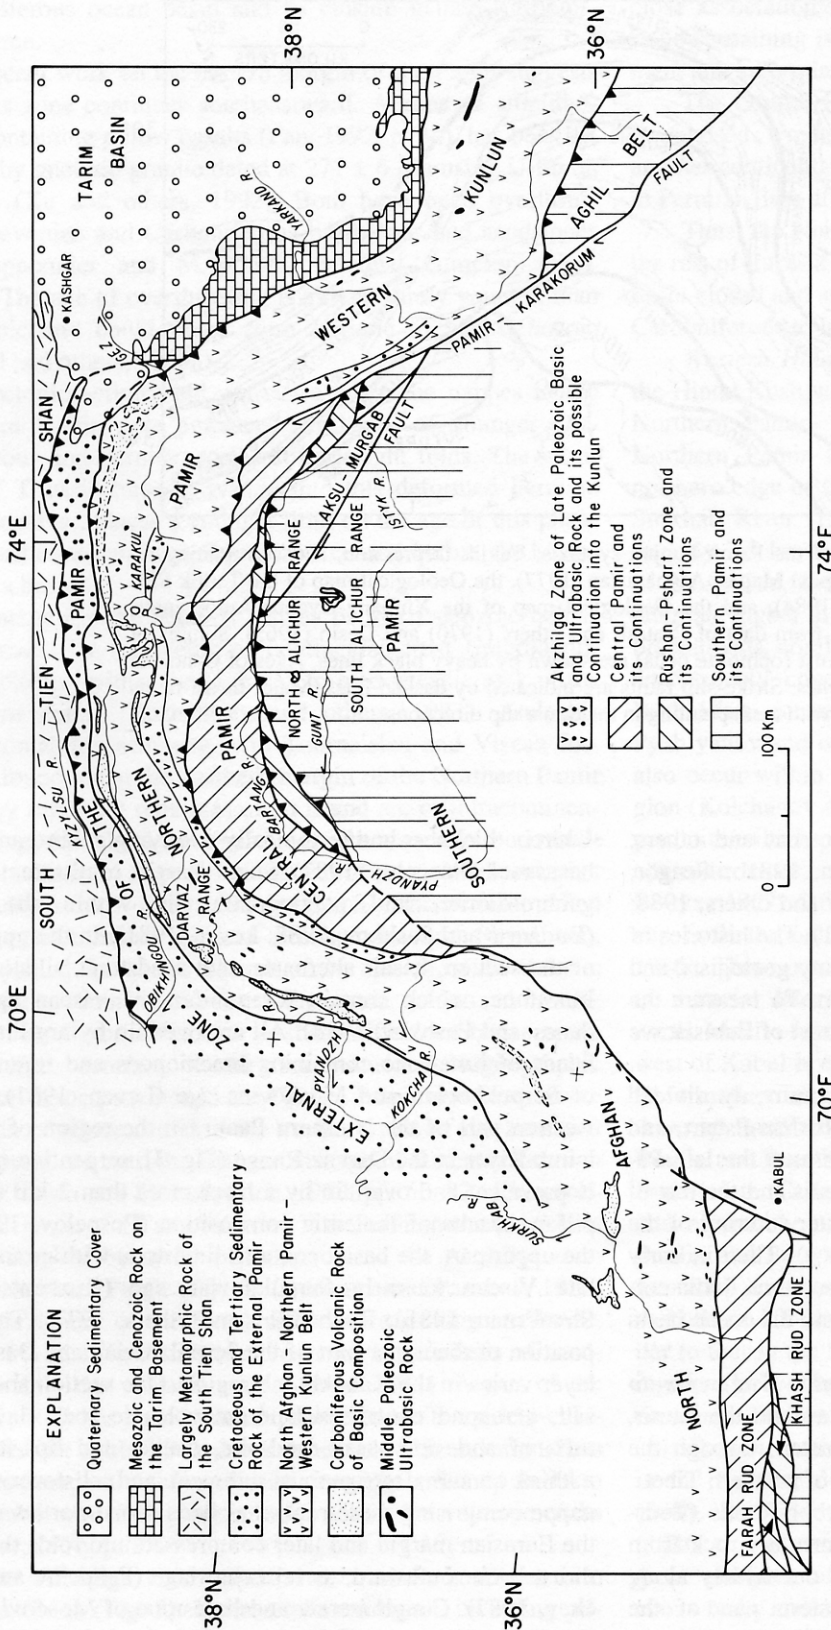 EXPLANATION
Quaternary Sedimentary Cover
Mesozoic and Cenozoic Rock on
the Tarim Basement
Largely Metamorphic Rock of
the South Tien Shan
Cretaceous and Tertiary Sedimentary
Rock of the External Pamir
North Afghan - Northern Pamir -
Western Kunlun Belt
Carboniferous Volcanic Rock
of Basic Composition
Middle Paleozoic
Ultrabasic Rock
Akzhilga Zone of Late Paleozoic Basic
and Ultrabasic Rock and its possible
Continuation into the Kunlun
Central Pamir and
its Continuations
Rushan-Pshart Zone and
its Continuations
Southern Pamir and
its Continuations
0
100 Km
70°E
74°E
70°E
74°E
38°N
36°N
38°N
36°N
SOUTH
TIEN
SHAN
KYZYLSU R.
OBIKHINGOU R.
EXTERNAL
ZONE
OF
THE
PAMIR
DARVAZ
RANGE
NORTHERN
PAMIR
KARAKUL
GEZ
KASHGAR
TARIM
BASIN
YARKAND R.
WESTERN
KUNLUN
AGHIL
BELT
PAMIR - KARAKORUM
FAULT
AKSU - MURGAB
FAULT
CENTRAL
PAMIR
BARTANG R.
NORTH ALICHUR
RANGE
SOUTH ALICHUR
RANGE
GUNT R.
ISTYK R.
SOUTHERN
PAMIR
PYANDZH R.
PYANDZH
KOKCHA R.
SURKHAB R.
NORTH
AFGHAN
KABUL
FARAH RUD ZONE
KHASH RUD ZONE